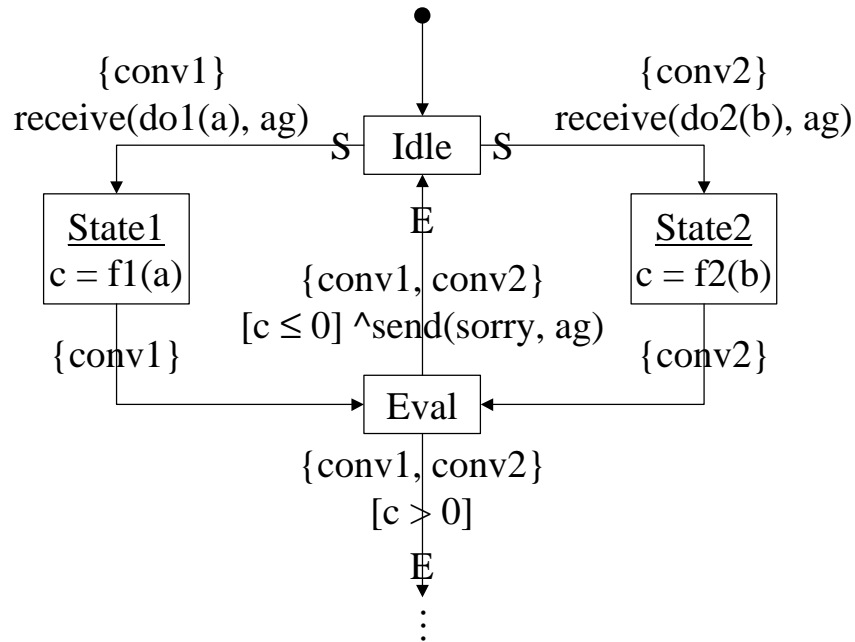 {conv1}
receive(do1(a), ag)
{conv2}
receive(do2(b), ag)
S
Idle
S
E
State1
c = f1(a)
State2
c = f2(b)
{conv1, conv2}
[c ≤ 0] ^send(sorry, ag)
{conv1}
{conv2}
Eval
{conv1, conv2}
[c > 0]
E
⋮